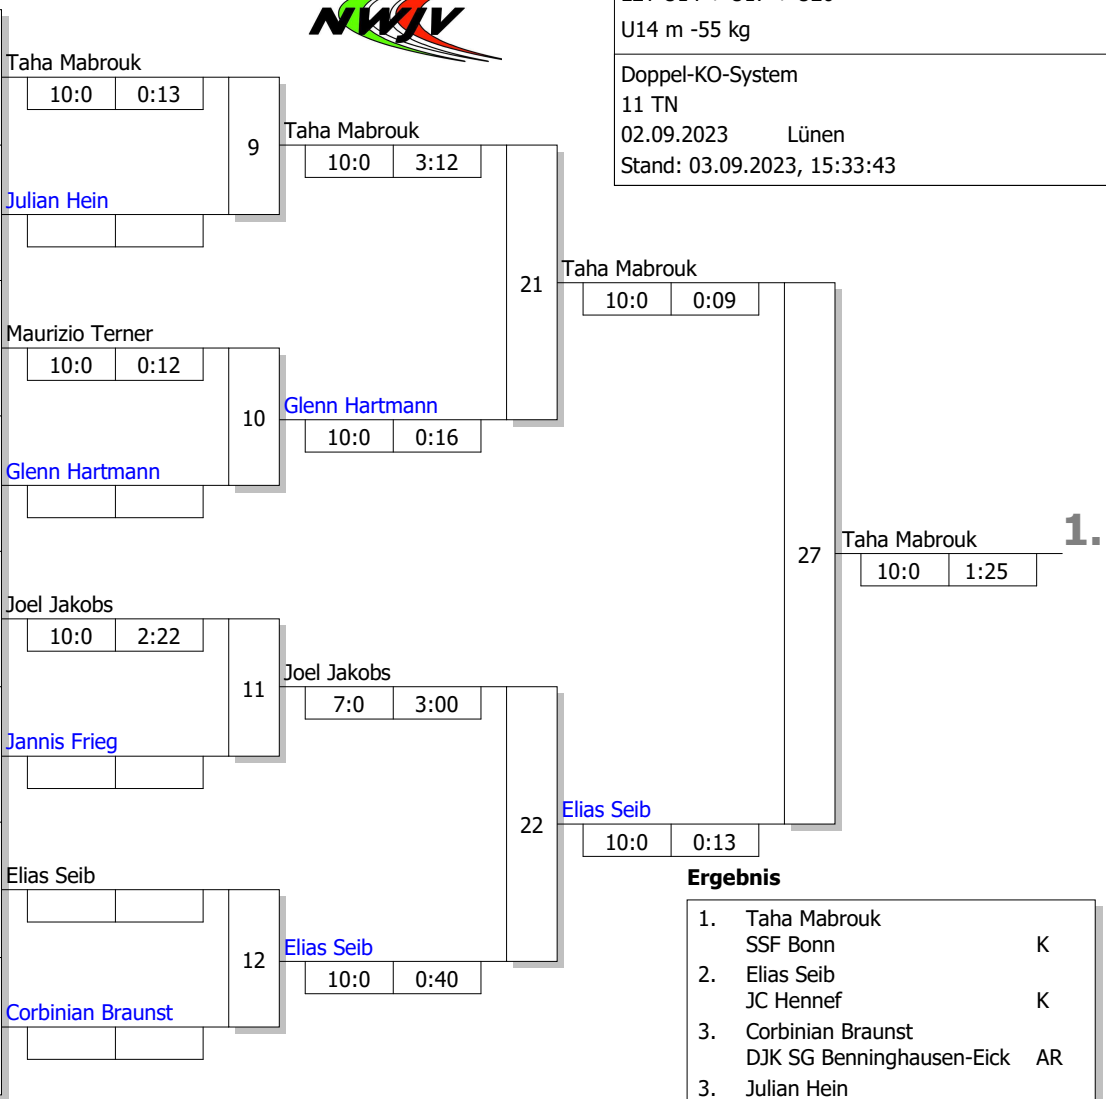 NWJV
U14 m -55 kg
Doppel-KO-System
11 TN
02.09.2023 Lünen
Stand: 03.09.2023, 15:33:43
Taha Mabrouk
10:0 0:13
9
Julian Hein
Taha Mabrouk
10:0 3:12
Maurizio Terner
10:0 0:12
10
Glenn Hartmann
Glenn Hartmann
10:0 0:16
21
Taha Mabrouk
10:0 0:09
Joel Jakobs
10:0 2:22
11
Jannis Frieg
Joel Jakobs
7:0 3:00
Elias Seib
12
Corbinian Braunst
Elias Seib
10:0 0:40
22
Elias Seib
10:0 0:13
27
Taha Mabrouk
10:0 1:25
1.
Ergebnis
1. Taha Mabrouk
SSF Bonn K
2. Elias Seib
JC Hennef K
3. Corbinian Braunst
DJK SG Benninghausen-Eick AR
3. Julian Hein